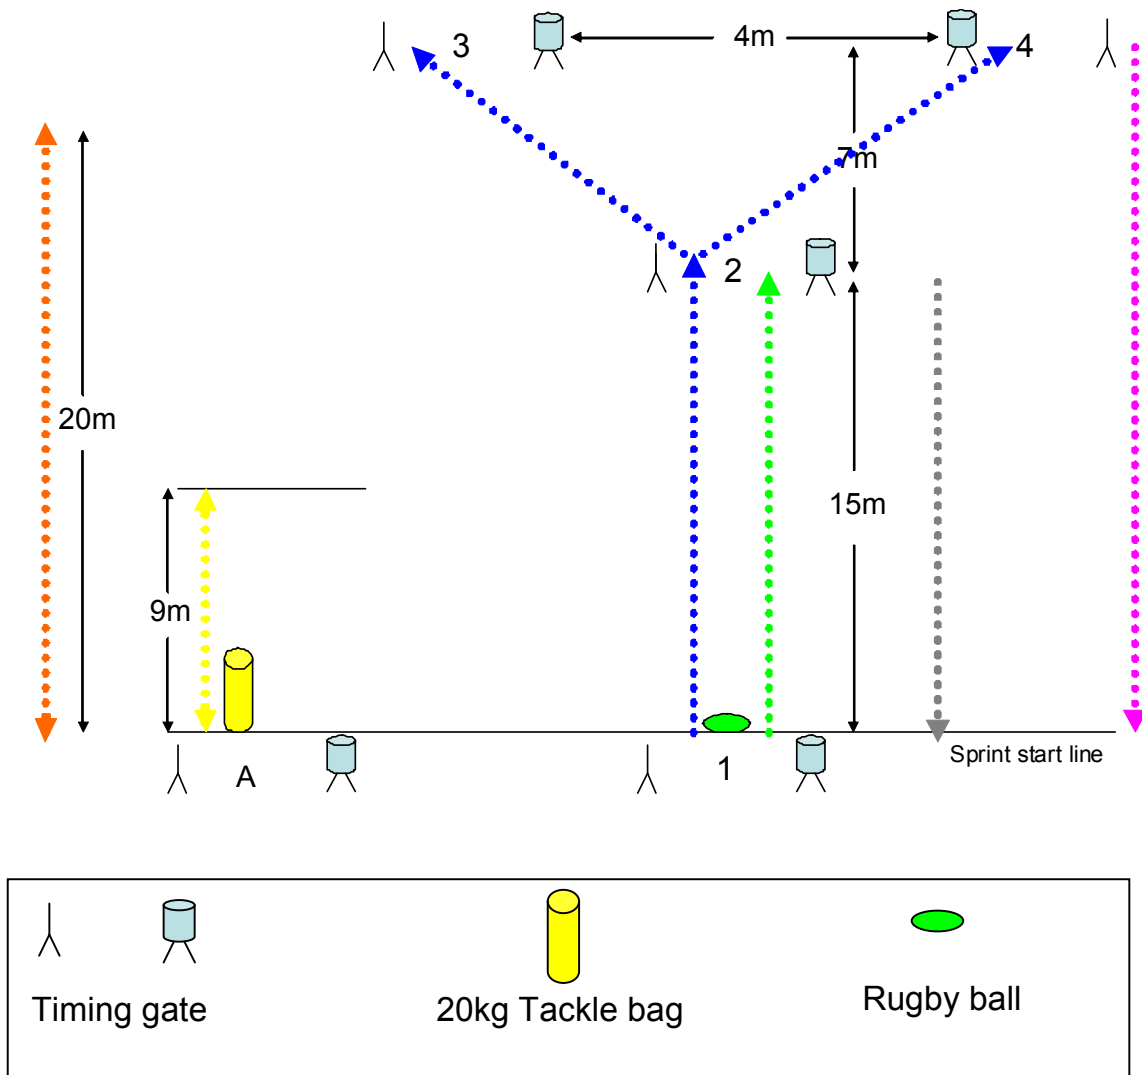 3
4m
4
7m
2
20m
15m
9m
Sprint start line
A
1
Timing gate
20kg Tackle bag
Rugby ball